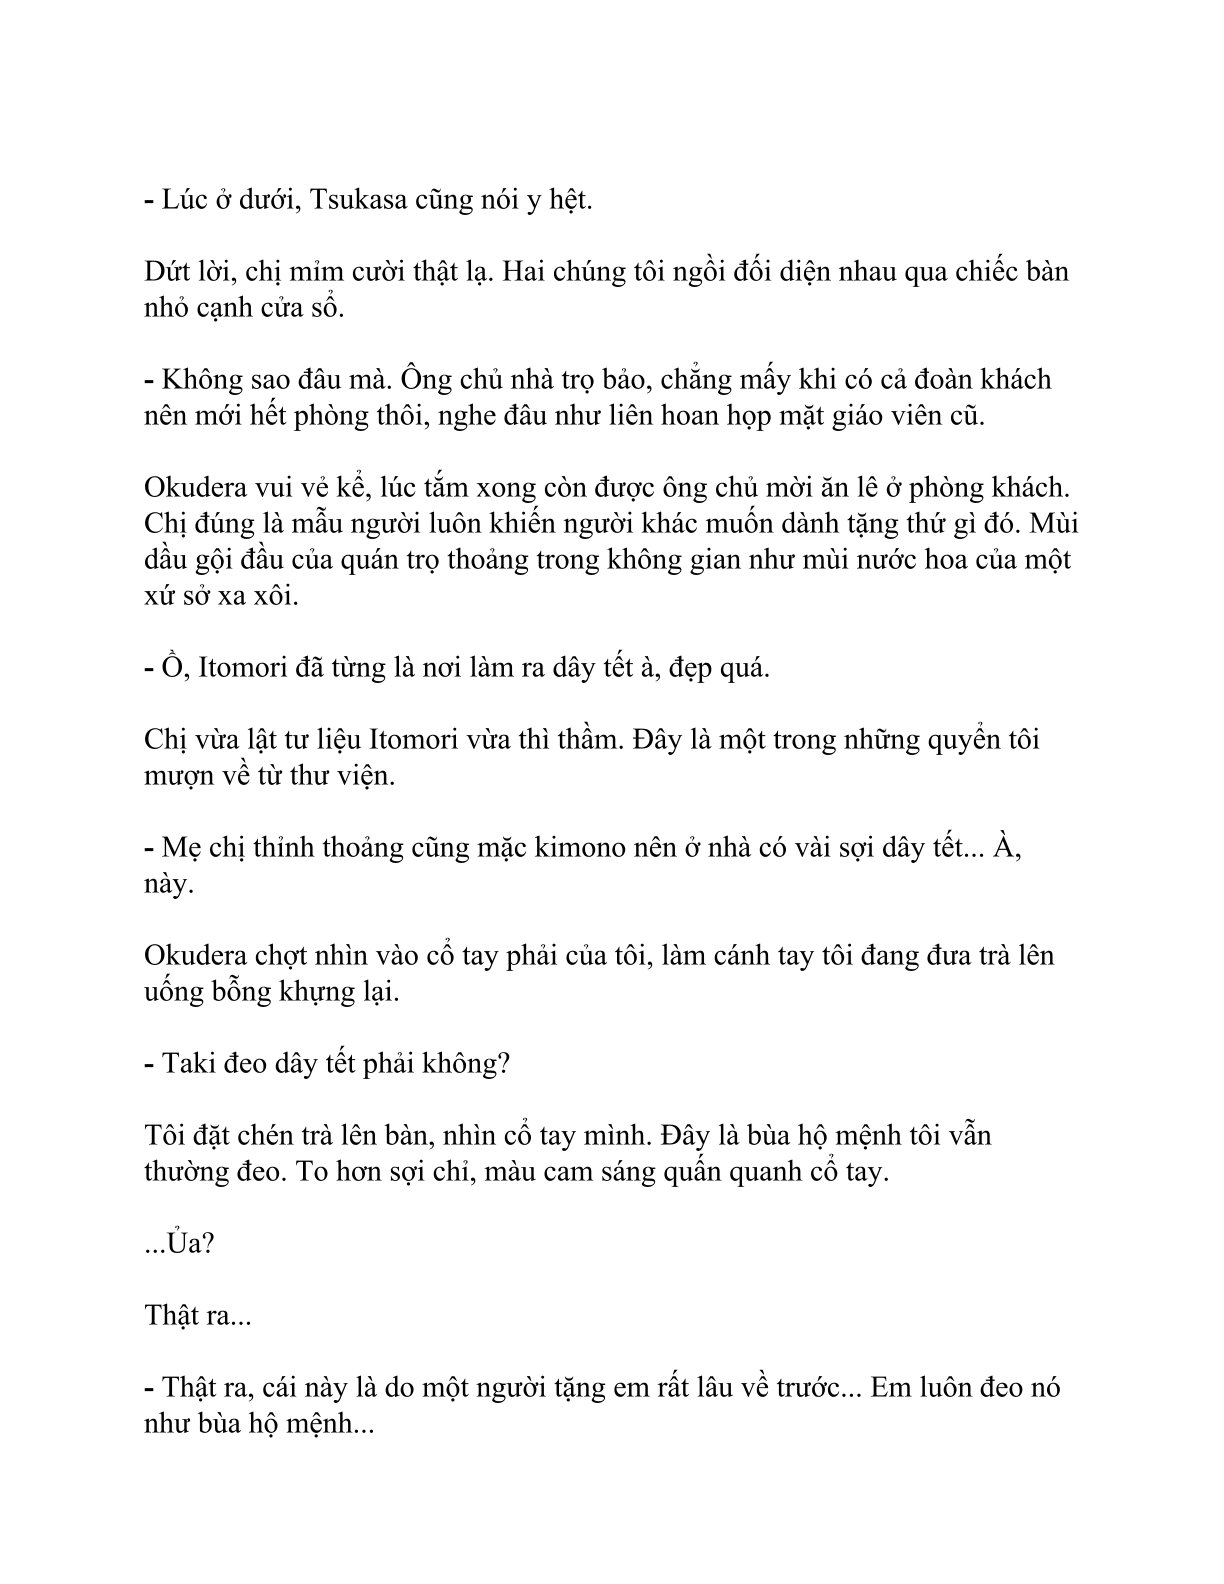 - Lúc ở dưới, Tsukasa cũng nói y hệt.
Dứt lời, chị mỉm cười thật lạ. Hai chúng tôi ngồi đối diện nhau qua chiếc bàn
nhỏ cạnh cửa sổ.
- Không sao đâu mà. Ông chủ nhà trọ bảo, chẳng mấy khi có cả đoàn khách
nên mới hết phòng thôi, nghe đâu như liên hoan họp mặt giáo viên cũ.
Okudera vui vẻ kể, lúc tắm xong còn được ông chủ mời ăn lê ở phòng khách.
Chị đúng là mẫu người luôn khiến người khác muốn dành tặng thứ gì đó. Mùi
dầu gội đầu của quán trọ thoảng trong không gian như mùi nước hoa của một
xứ sở xa xôi.
- Ồ, Itomori đã từng là nơi làm ra dây tết à, đẹp quá.
Chị vừa lật tư liệu Itomori vừa thì thầm. Đây là một trong những quyển tôi
mượn về từ thư viện.
- Mẹ chị thỉnh thoảng cũng mặc kimono nên ở nhà có vài sợi dây tết... À,
này.
Okudera chợt nhìn vào cổ tay phải của tôi, làm cánh tay tôi đang đưa trà lên
uống bỗng khựng lại.
- Taki đeo dây tết phải không?
Tôi đặt chén trà lên bàn, nhìn cổ tay mình. Đây là bùa hộ mệnh tôi vẫn
thường đeo. To hơn sợi chỉ, màu cam sáng quấn quanh cổ tay.
...Ủa?
Thật ra...
- Thật ra, cái này là do một người tặng em rất lâu về trước... Em luôn đeo nó
như bùa hộ mệnh...